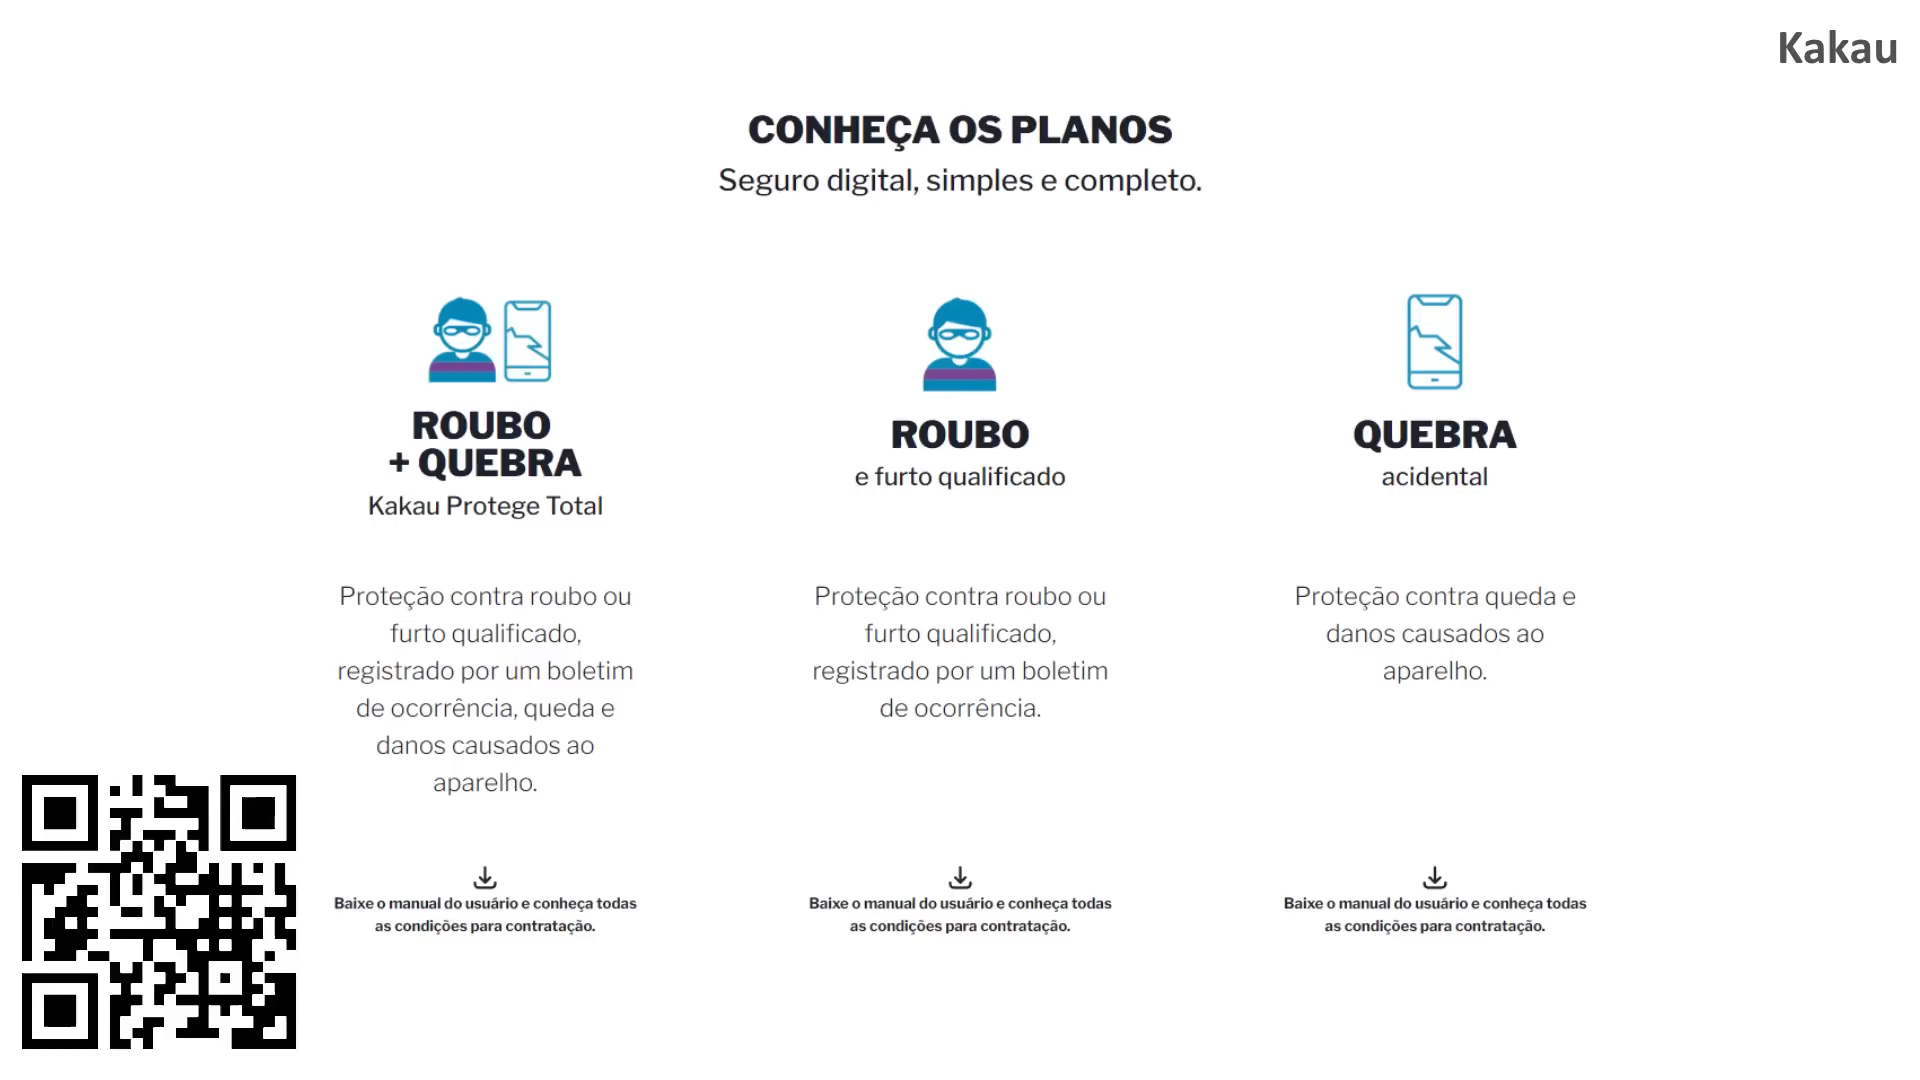 Kakau
CONHEÇA OS PLANOS
Seguro digital, simples e completo.
ROUBO
+ QUEBRA
Kakau Protege Total
Proteção contra roubo ou
furto qualificado,
registrado por um boletim
de ocorrência, queda e
danos causados ao
aparelho.
Baixe o manual do usuário e conheça todas
as condições para contratação.
ROUBO
e furto qualificado
Proteção contra roubo ou
furto qualificado,
registrado por um boletim
de ocorrência.
Baixe o manual do usuário e conheça todas
as condições para contratação.
QUEBRA
acidental
Proteção contra queda e
danos causados ao
aparelho.
Baixe o manual do usuário e conheça todas
as condições para contratação.